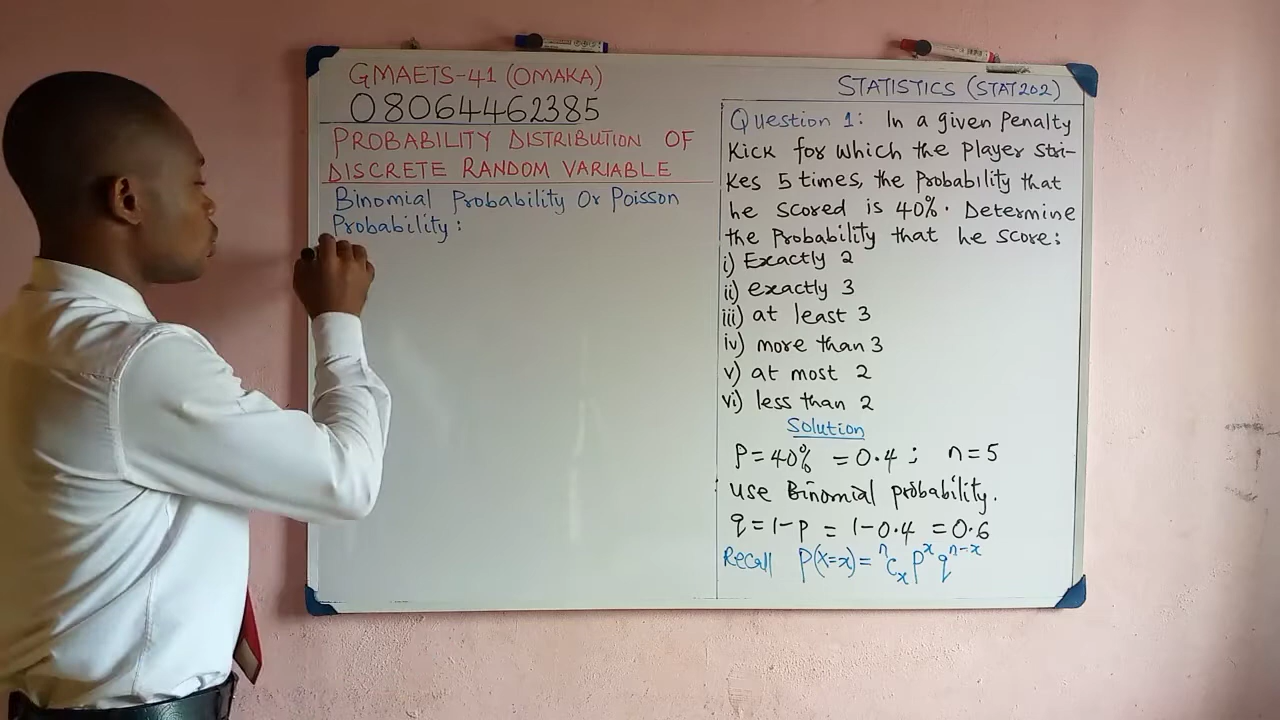 GMAETS-41 (OMAKA)
08064462385
PROBABILITY DISTRIBUTION OF
DISCRETE RANDOM VARIABLE
Binomial Probability Or Poisson
Probability:
STATISTICS (STAT202)
Question 1: In a given Penalty
Kick for which the Player Stri-
Kes 5 times, the Probability that
he scored is 40%. Determine
the Probability that he score:
i) Exactly 2
ii) exactly 3
iii) at least 3
iv) more than 3
v) at most 2
vi) less than 2
Solution
P = 40% = 0.4 ; n = 5
Use Binomial probability.
q = 1-p = 1-0.4 = 0.6
Recall P(X=x) = ⁿCₓ pˣ qⁿ⁻ˣ